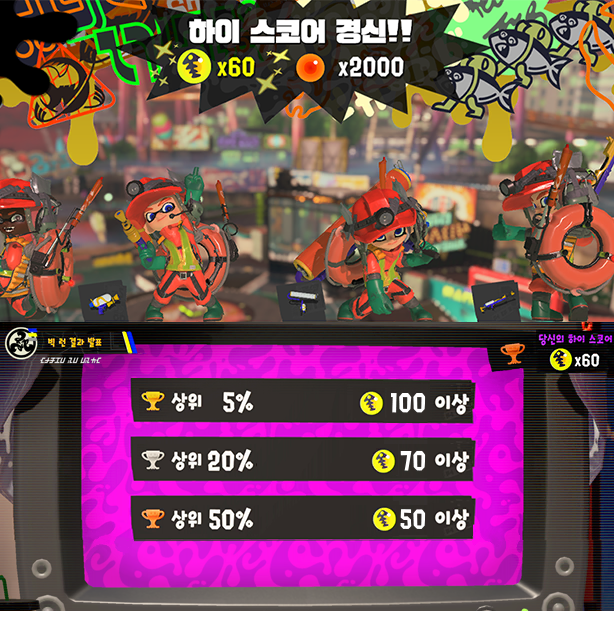 하이 스코어 경신!!
x60 x2000
빅 런 결과 발표
당신의 하이 스코어
x60
상위 5% 100 이상
상위 20% 70 이상
상위 50% 50 이상